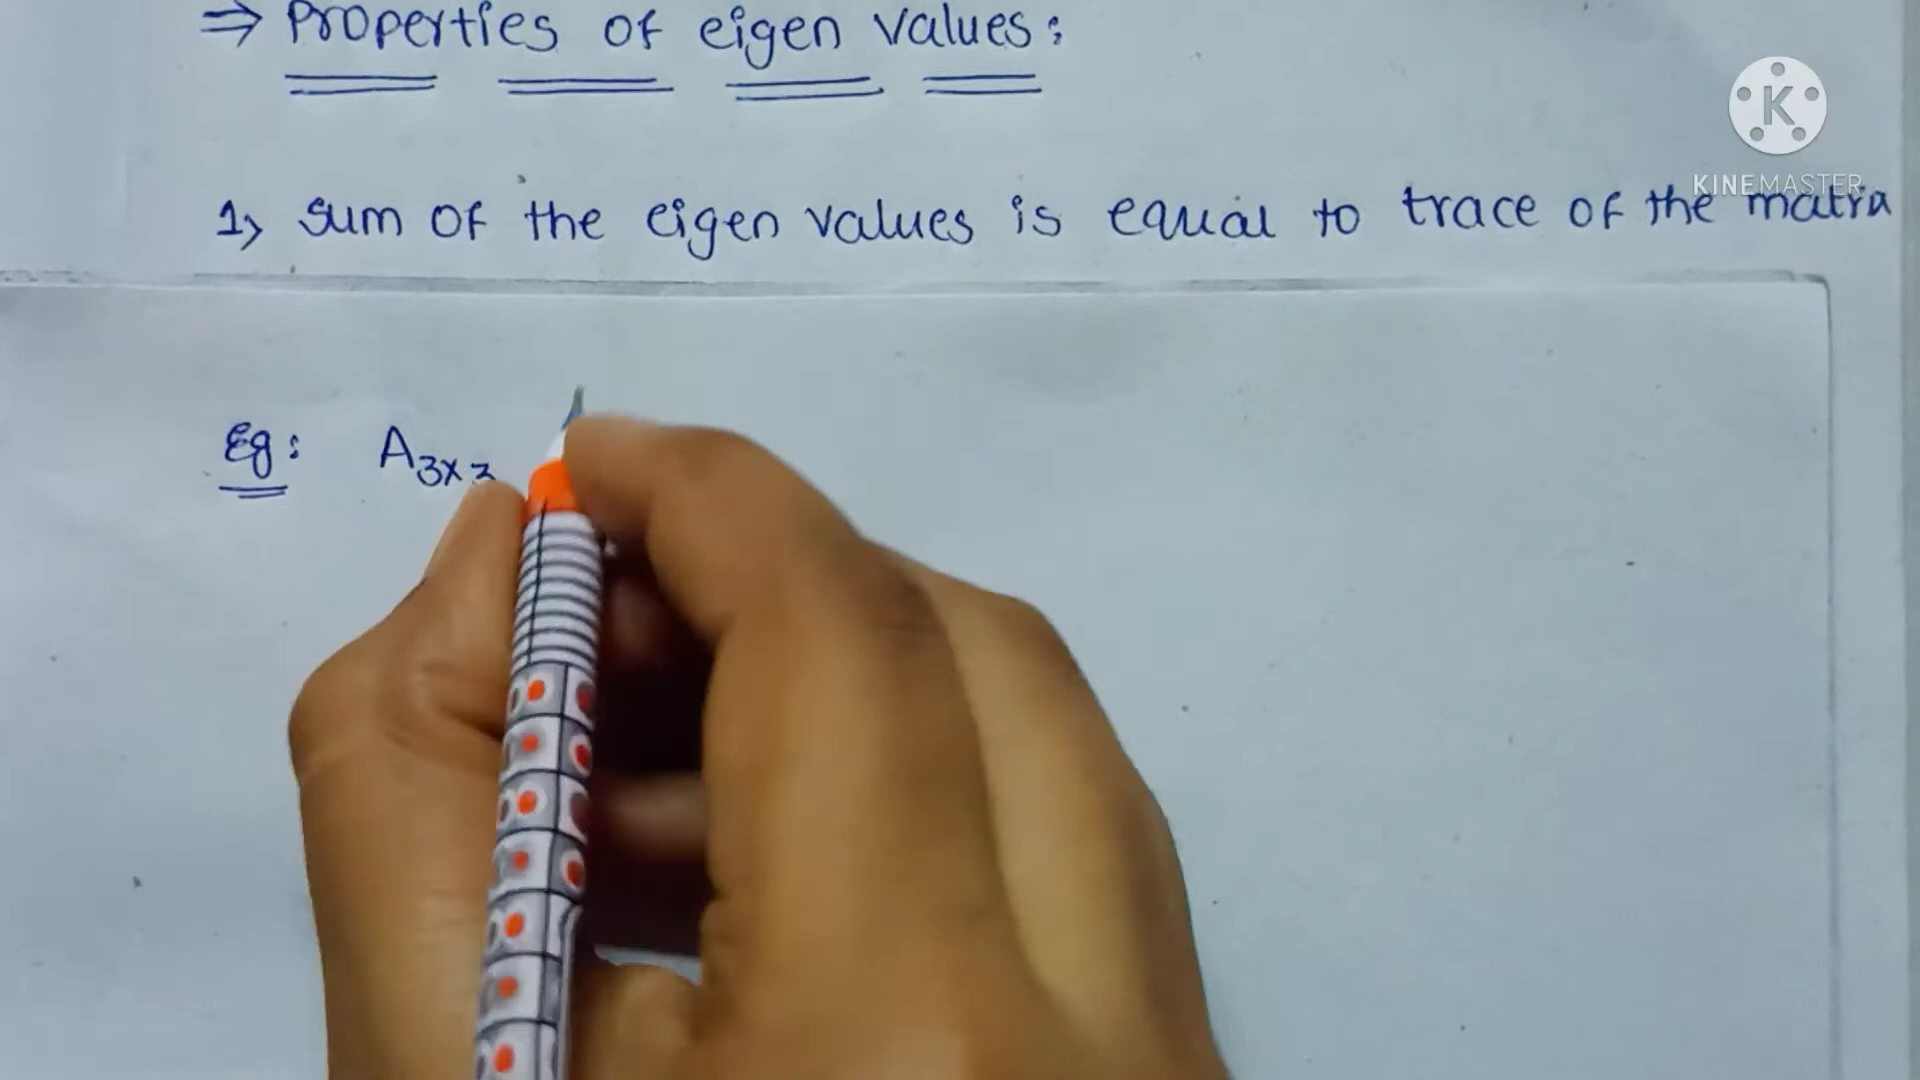 ⇒ Properties of eigen values:
K
KINEMASTER
1) sum of the eigen values is equal to trace of the matrix
Eg: A3x3